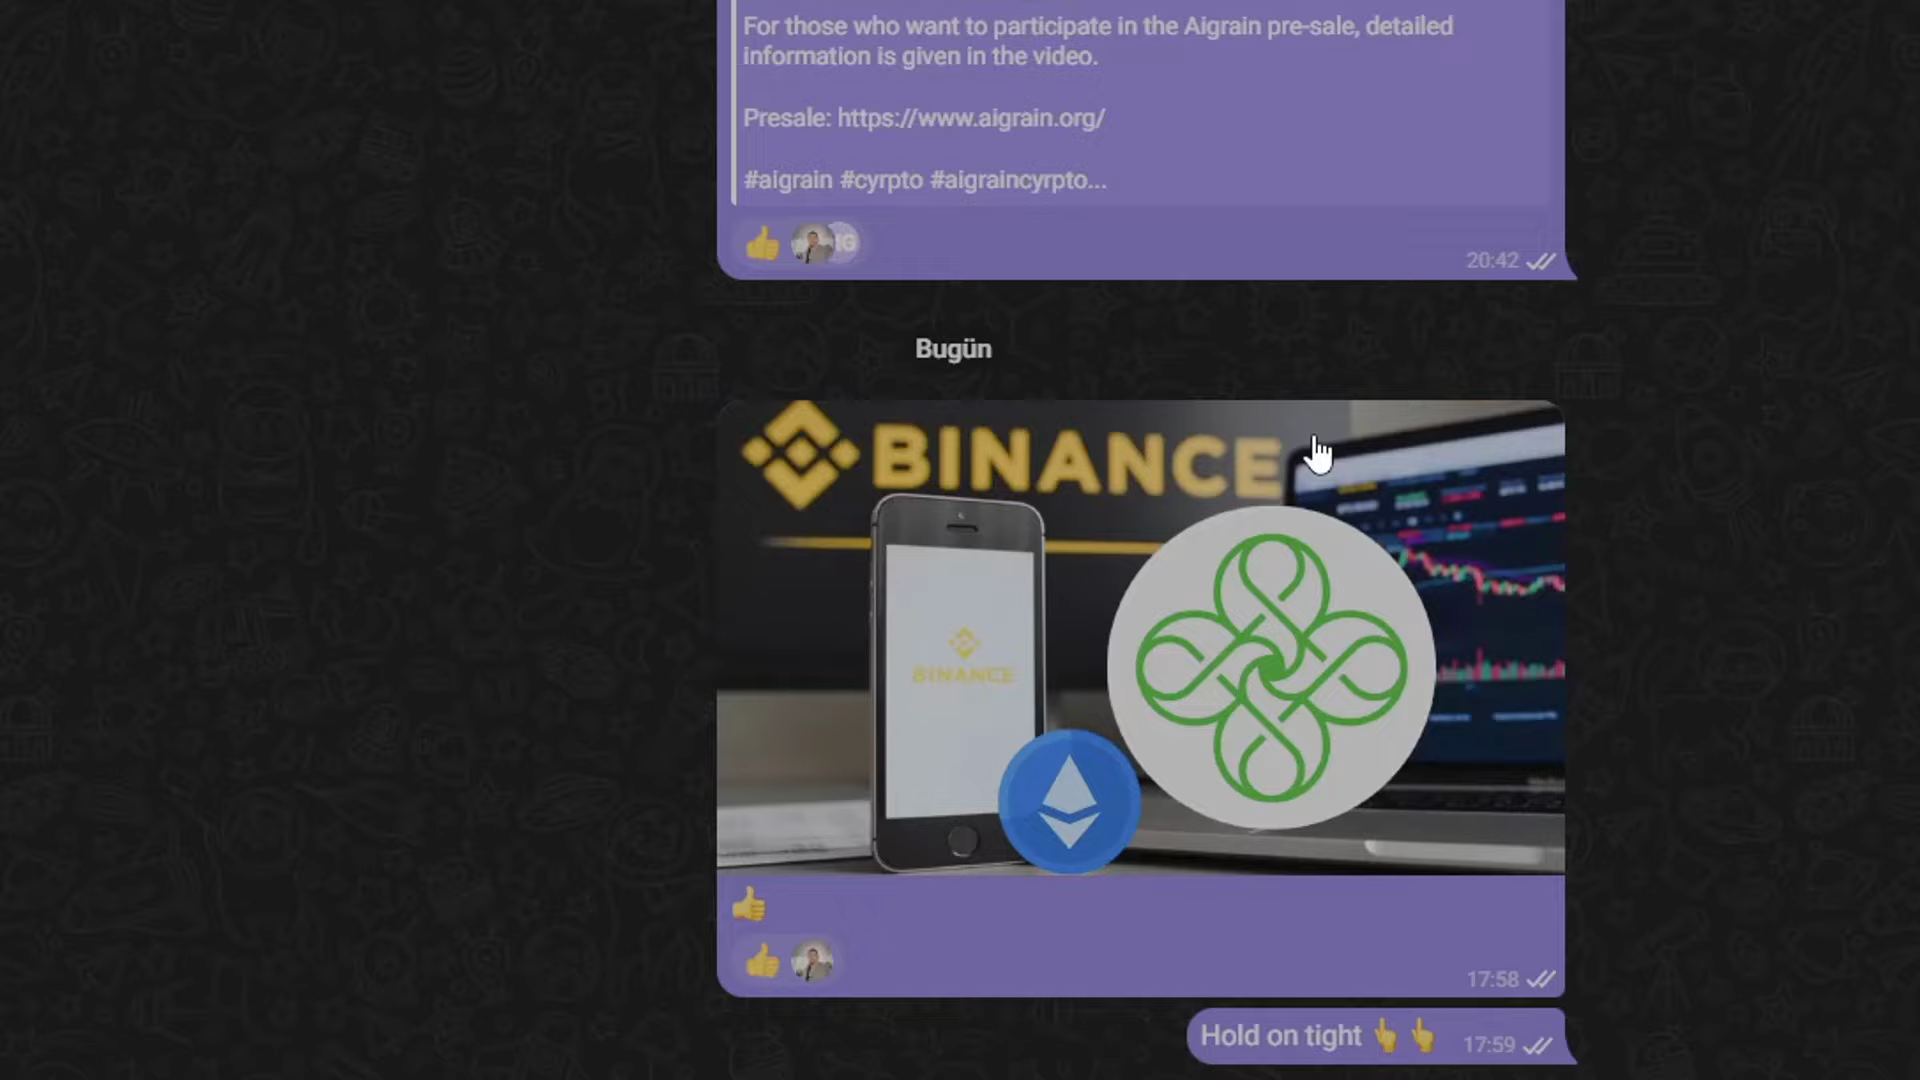 For those who want to participate in the Aigrain pre-sale, detailed
information is given in the video.
Presale: https://www.aigrain.org/
#aigrain #cyrpto #aigraincyrpto...
G
20:42
Bugün
BINANCE
BINANCE
17:58
Hold on tight 👆 👆 17:59